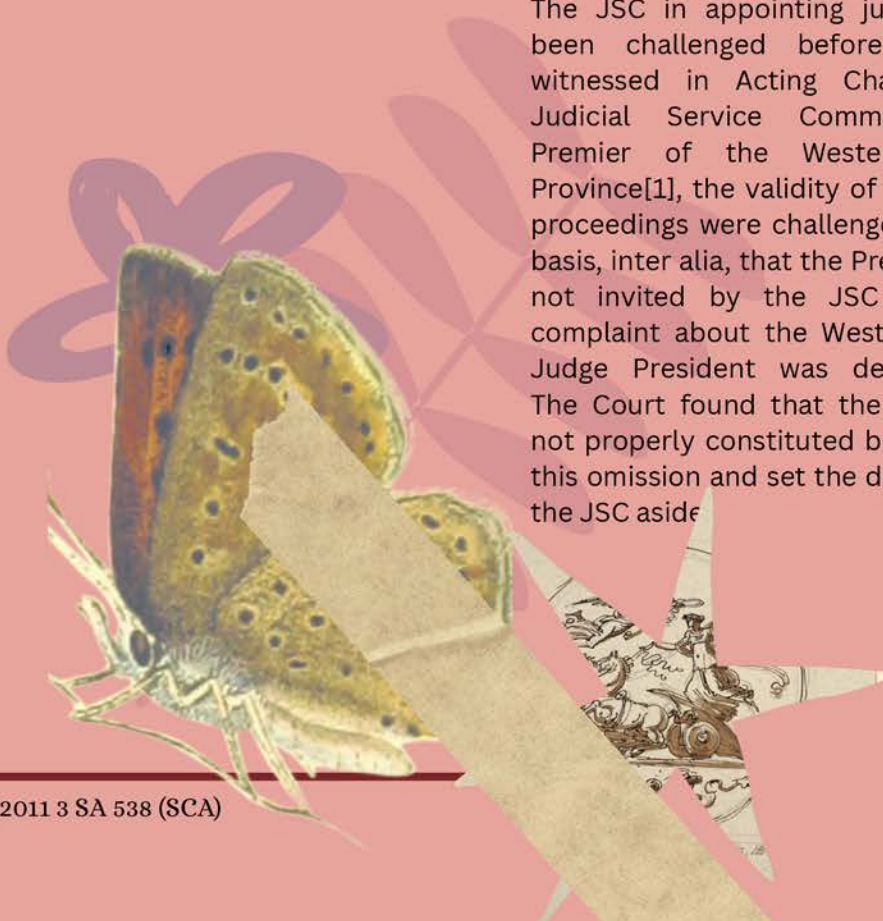 The JSC in appointing ju
been challenged before
witnessed in Acting Cha
Judicial Service Comm
Premier of the Weste
Province[1], the validity of
proceedings were challenge
basis, inter alia, that the Pre
not invited by the JSC
complaint about the West
Judge President was de
The Court found that the
not properly constituted b
this omission and set the d
the JSC aside
2011 3 SA 538 (SCA)